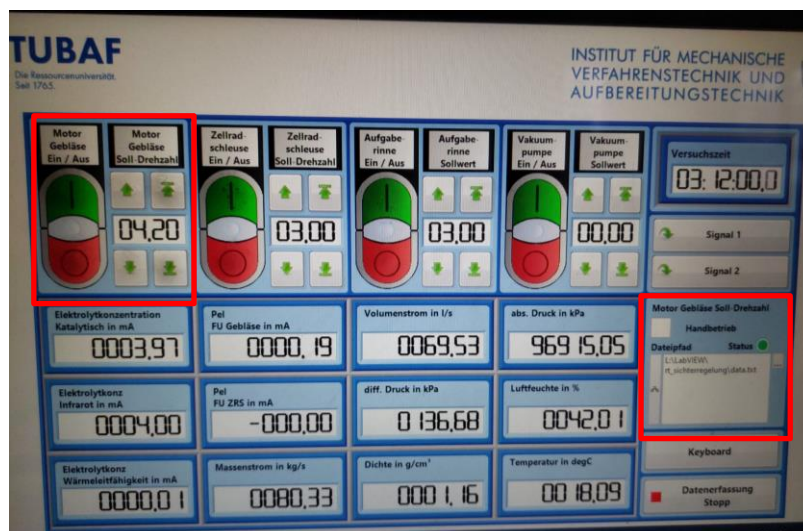 TUBAF
Die Ressourcenuniversität.
Seit 1765.
INSTITUT FÜR MECHANISCHE
VERFAHRENSTECHNIK UND
AUFBEREITUNGSTECHNIK
Motor
Gebläse
Ein / Aus
Motor
Gebläse
Soll-Drehzahl
04,20
Zellrad-
schleuse
Ein / Aus
Zellrad-
schleuse
Soll-Drehzahl
03,00
Aufgabe-
rinne
Ein / Aus
Aufgabe-
rinne
Sollwert
03,00
Vakuum-
pumpe
Ein / Aus
Vakuum-
pumpe
Sollwert
00,00
Versuchszeit
03:12:00,0
Signal 1
Signal 2
Elektrolytkonzentration
Katalytisch in mA
0003,97
Pel
FU Gebläse in mA
0000,19
Volumenstrom in l/s
0069,53
abs. Druck in kPa
96915,05
Motor Gebläse Soll-Drehzahl
Handbetrieb
Dateipfad Status
L:\LabVIEW\
rt_sichterregelung\data.txt
...
Elektrolytkonz
Infrarot in mA
0004,00
Pel
FU ZRS in mA
-000,00
diff. Druck in kPa
0136,68
Luftfeuchte in %
0042,01
Keyboard
Elektrolytkonz
Wärmeleitfähigkeit in mA
0000,01
Massenstrom in kg/s
0080,33
Dichte in g/cm³
0001,16
Temperatur in degC
0018,09
Datenerfassung
Stopp